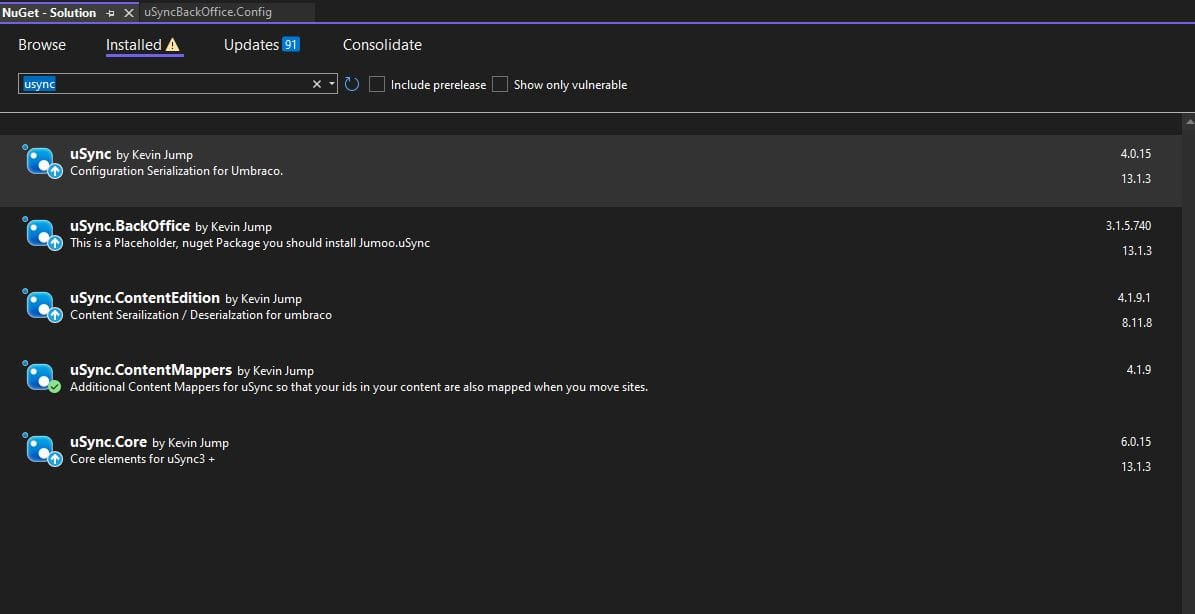 NuGet - Solution
uSyncBackOffice.Config
Browse
Installed
Updates 91
Consolidate
usync
Include prerelease
Show only vulnerable
uSync by Kevin Jump
4.0.15
Configuration Serialization for Umbraco.
13.1.3
uSync.BackOffice by Kevin Jump
3.1.5.740
This is a Placeholder, nuget Package you should install Jumoo.uSync
13.1.3
uSync.ContentEdition by Kevin Jump
4.1.9.1
Content Serailization / Deserialzation for umbraco
8.11.8
uSync.ContentMappers by Kevin Jump
4.1.9
Additional Content Mappers for uSync so that your ids in your content are also mapped when you move sites.
uSync.Core by Kevin Jump
6.0.15
Core elements for uSync3 +
13.1.3